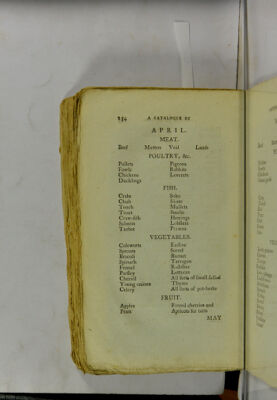 234 A CATALOGUE OF
APRIL.
MEAT.
Beef Mutton Veal Lamb
POULTRY, &c.
Pullets Pigeons
Fowls Rabbits
Chickens Leverets
Ducklings
FISH.
Crabs Soles
Chub Skate
Tench Mullets
Trout Smelts
Craw-fish Herrings
Salmon Lobsters
Turbot Prawns
VEGETABLES.
Coleworts Endive
Sprouts Sorrel
Brocoli Burnet
Spinach Tarragon
Fennel Radishes
Parsley Lettuces
Chervil All sorts of small sallad
Young onions Thyme
Celery All sorts of pot-herbs
FRUIT.
Apples Forced cherries and
Pears Apricots for tarts
MAY